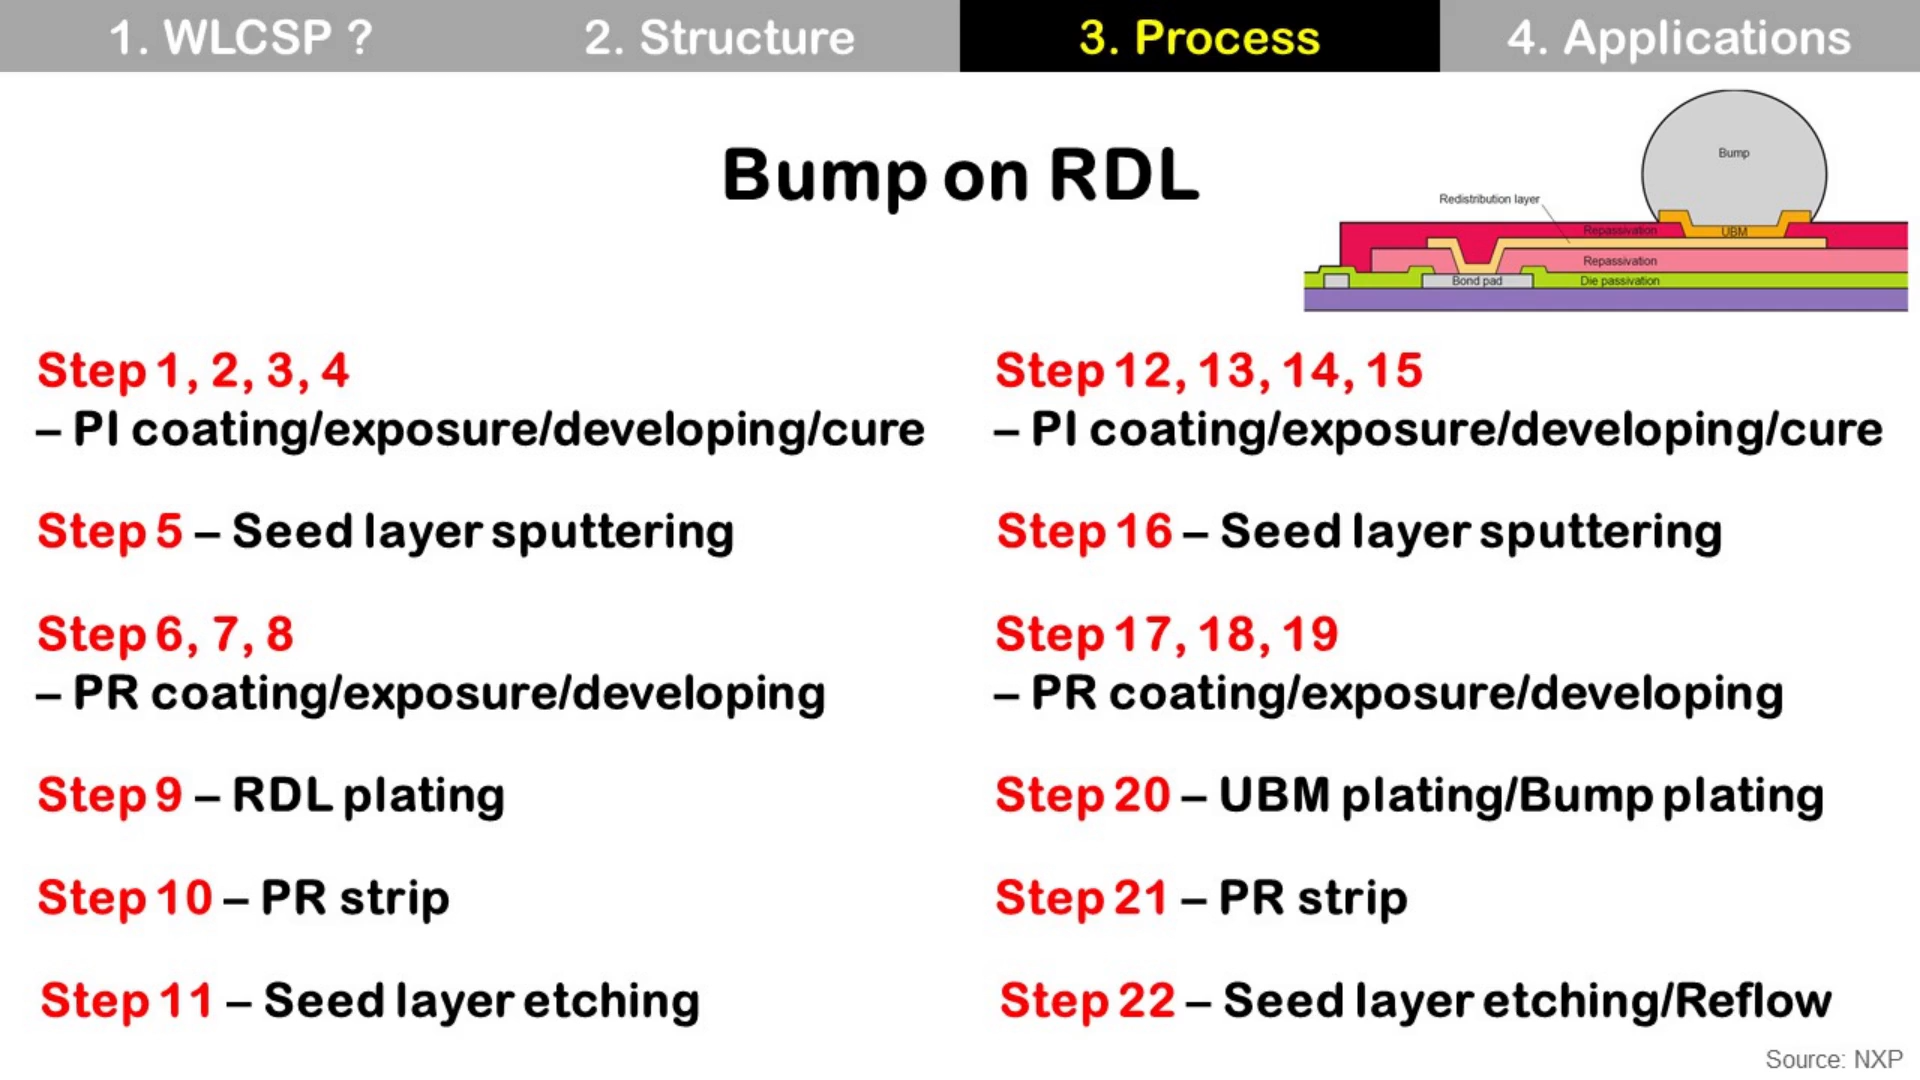 1. WLCSP ?
2. Structure
3. Process
4. Applications
Bump on RDL
Bump
Redistribution layer
Repassivation
UBM
Repassivation
Bond pad
Die passivation
Step 1, 2, 3, 4
– PI coating/exposure/developing/cure
Step 5 – Seed layer sputtering
Step 6, 7, 8
– PR coating/exposure/developing
Step 9 – RDL plating
Step 10 – PR strip
Step 11 – Seed layer etching
Step 12, 13, 14, 15
– PI coating/exposure/developing/cure
Step 16 – Seed layer sputtering
Step 17, 18, 19
– PR coating/exposure/developing
Step 20 – UBM plating/Bump plating
Step 21 – PR strip
Step 22 – Seed layer etching/Reflow
Source: NXP